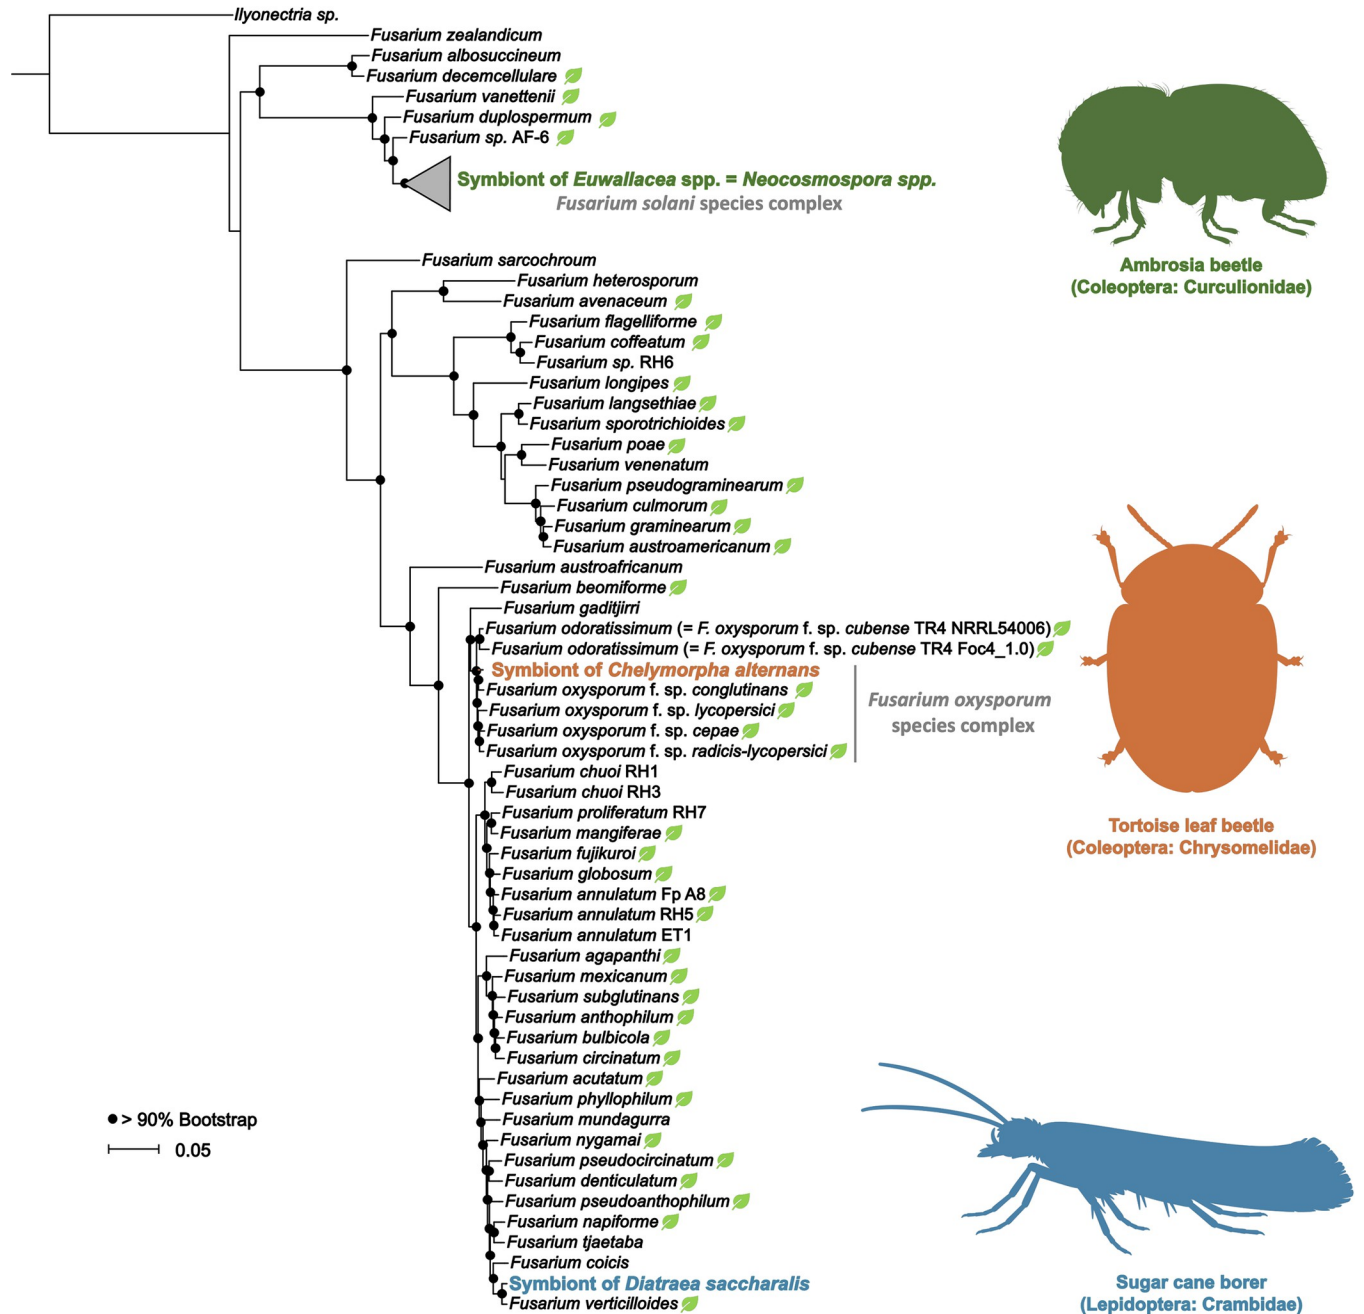 Ilyonectria sp.
Fusarium zealandicum
Fusarium albosuccineum
Fusarium decemcellulare
Fusarium vanettenii
Fusarium duplospermum
Fusarium sp. AF-6
Symbiont of Euwallacea spp. = Neocosmospora spp.
Fusarium solani species complex
Ambrosia beetle
(Coleoptera: Curculionidae)
Fusarium sarcochroum
Fusarium heterosporum
Fusarium avenaceum
Fusarium flagelliforme
Fusarium coffeatum
Fusarium sp. RH6
Fusarium longipes
Fusarium langsethiae
Fusarium sporotrichioides
Fusarium poae
Fusarium venenatum
Fusarium pseudograminearum
Fusarium culmorum
Fusarium graminearum
Fusarium austroamericanum
Fusarium austroafricanum
Fusarium beomiforme
Fusarium gaditjirri
Fusarium odoratissimum (= F. oxysporum f. sp. cubense TR4 NRRL54006)
Fusarium odoratissimum (= F. oxysporum f. sp. cubense TR4 Foc4_1.0)
Symbiont of Chelymorpha alternans
Fusarium oxysporum f. sp. conglutinans
Fusarium oxysporum f. sp. lycopersici
Fusarium oxysporum f. sp. cepae
Fusarium oxysporum f. sp. radicis-lycopersici
Fusarium oxysporum
species complex
Tortoise leaf beetle
(Coleoptera: Chrysomelidae)
Fusarium chuoi RH1
Fusarium chuoi RH3
Fusarium proliferatum RH7
Fusarium mangiferae
Fusarium fujikuroi
Fusarium globosum
Fusarium annulatum Fp A8
Fusarium annulatum RH5
Fusarium annulatum ET1
Fusarium agapanthi
Fusarium mexicanum
Fusarium subglutinans
Fusarium anthophilum
Fusarium bulbicola
Fusarium circinatum
Fusarium acutatum
Fusarium phyllophilum
Fusarium mundagurra
Fusarium nygamai
Fusarium pseudocircinatum
Fusarium denticulatum
Fusarium pseudoanthophilum
Fusarium napiforme
Fusarium tjaetaba
Fusarium coicis
Symbiont of Diatraea saccharalis
Fusarium verticilloides
> 90% Bootstrap
0.05
Sugar cane borer
(Lepidoptera: Crambidae)